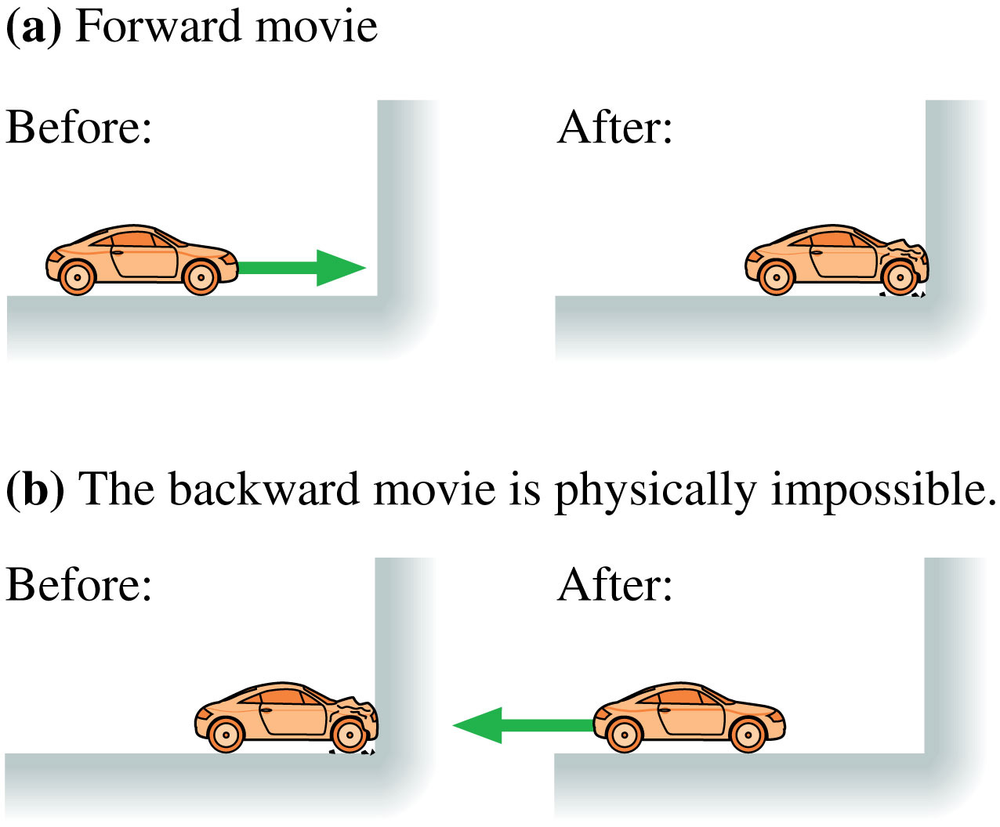 (a) Forward movie
Before:
After:
(b) The backward movie is physically impossible.
Before:
After: